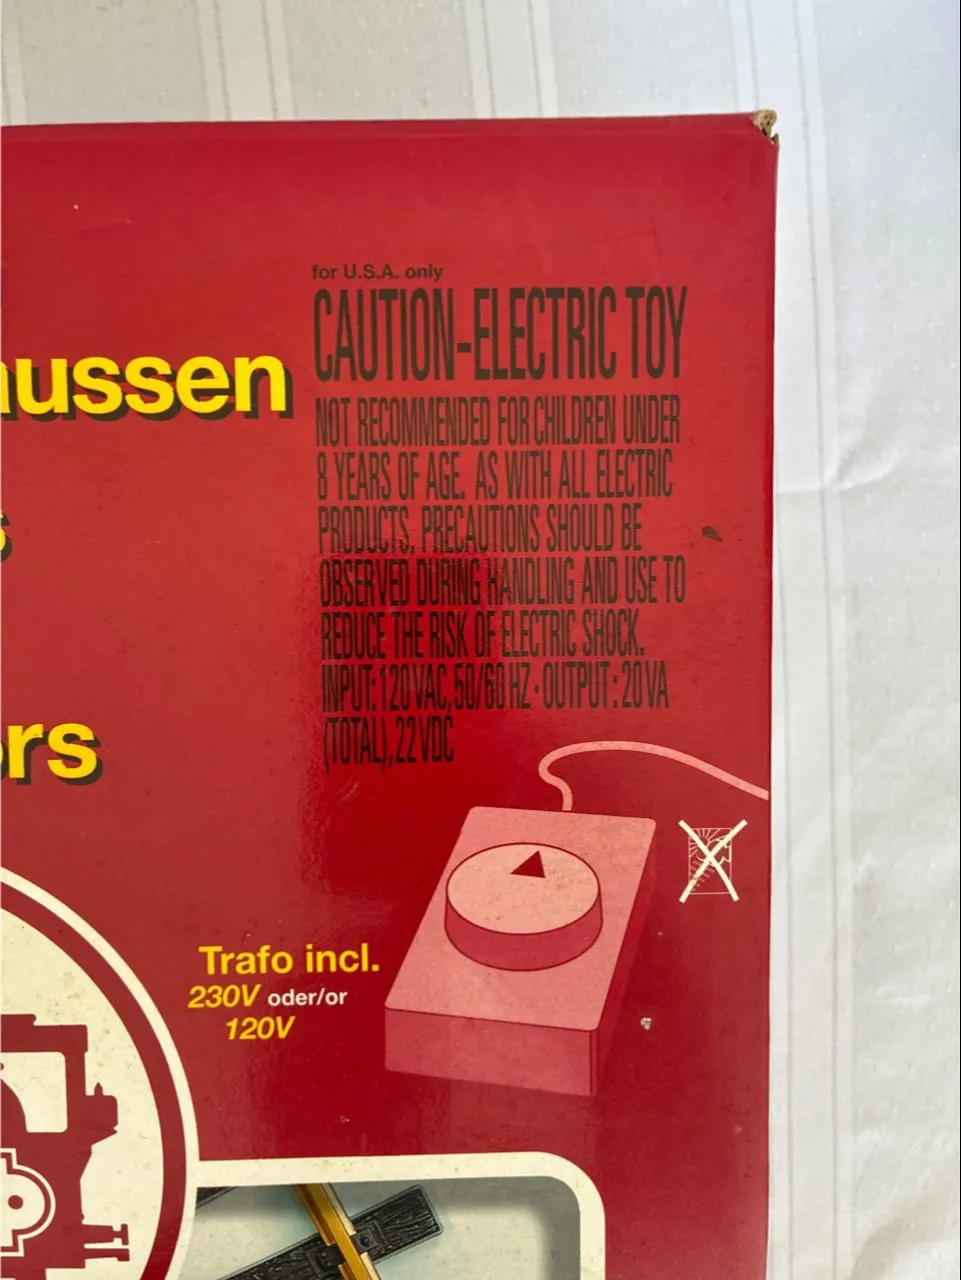 for U.S.A. only
CAUTION-ELECTRIC TOY
NOT RECOMMENDED FOR CHILDREN UNDER
8 YEARS OF AGE. AS WITH ALL ELECTRIC
PRODUCTS, PRECAUTIONS SHOULD BE
OBSERVED DURING HANDLING AND USE TO
REDUCE THE RISK OF ELECTRIC SHOCK.
INPUT: 120 VAC, 50/60 HZ · OUTPUT : 20 VA
(TOTAL), 22 VDC
aussen
s
ors
Trafo incl.
230V oder/or
120V